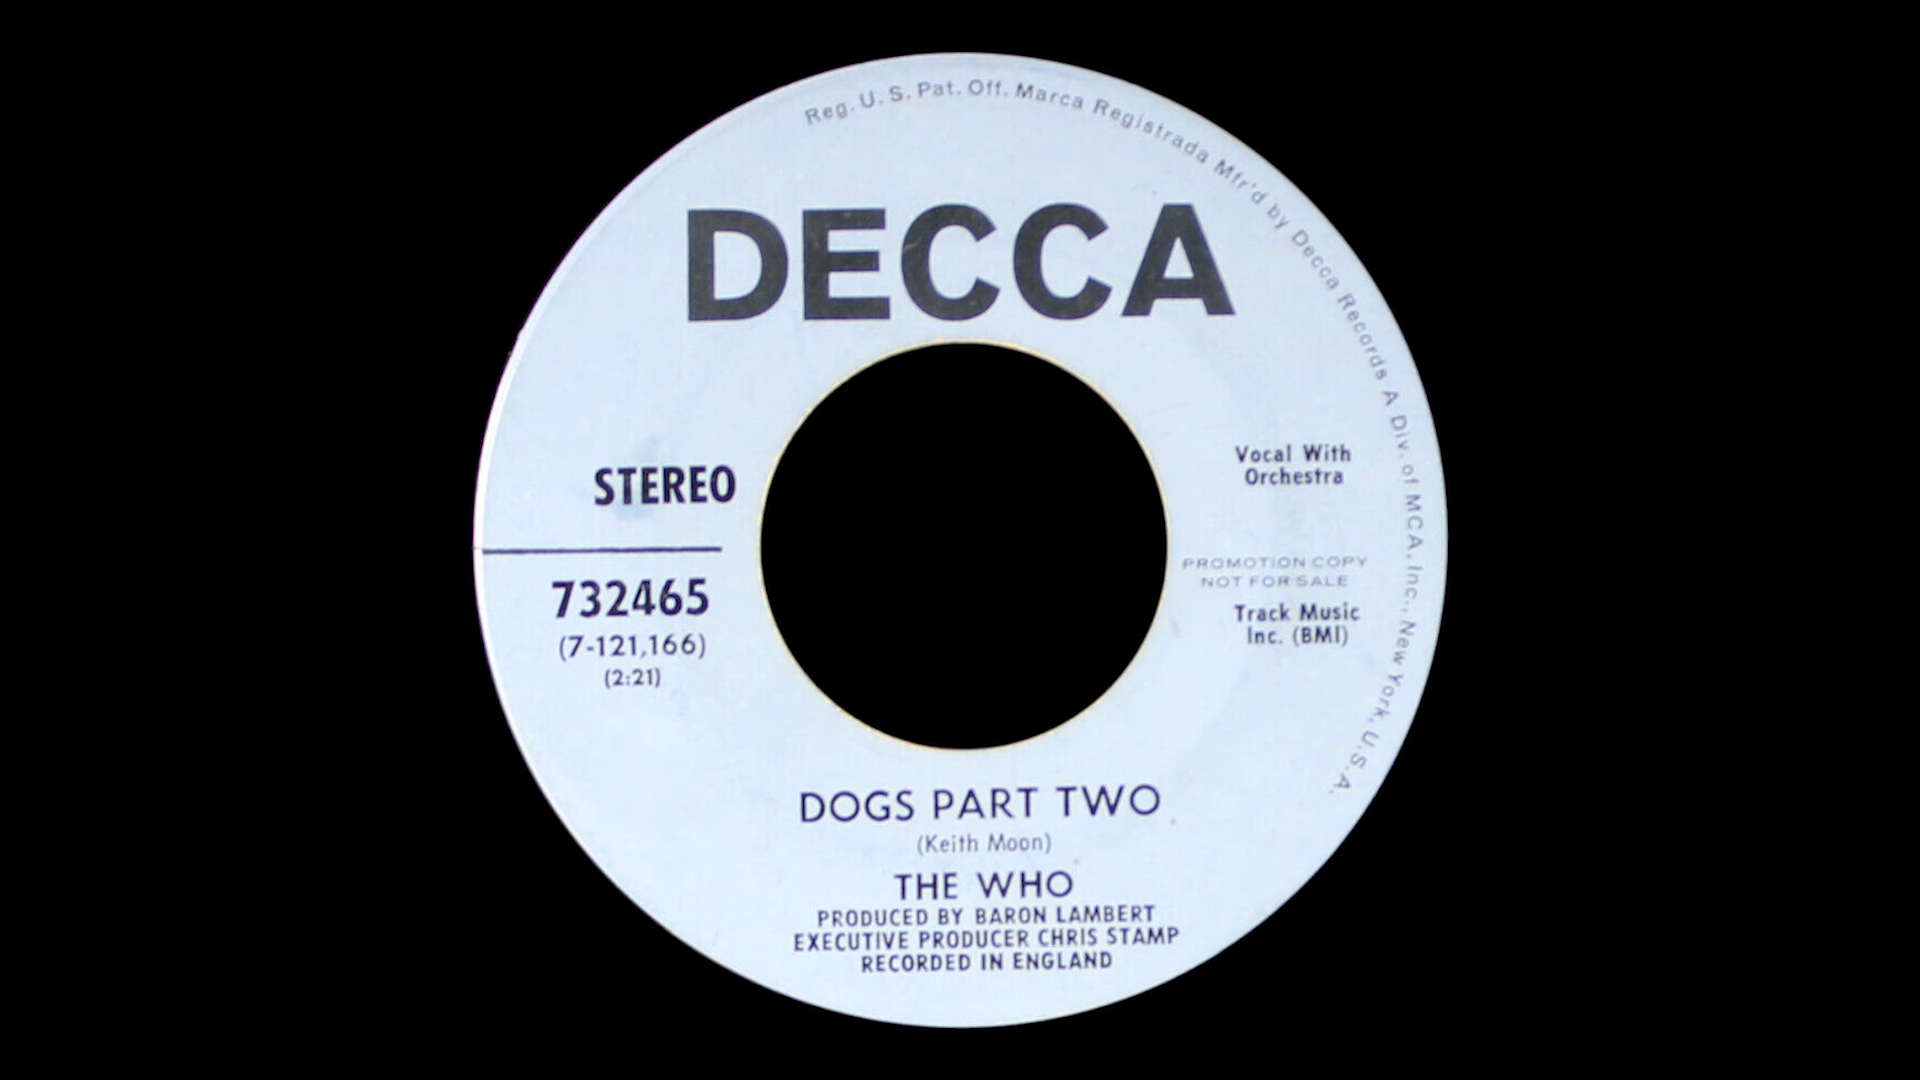 Reg. U. S. Pat. Off. Marca Registrada Mfr'd by Decca Records A Div. of MCA, Inc., New York, U.S.A.
DECCA
STEREO
732465
(7-121,166)
(2:21)
Vocal With
Orchestra
PROMOTION COPY
NOT FOR SALE
Track Music
Inc. (BMI)
DOGS PART TWO
(Keith Moon)
THE WHO
PRODUCED BY BARON LAMBERT
EXECUTIVE PRODUCER CHRIS STAMP
RECORDED IN ENGLAND